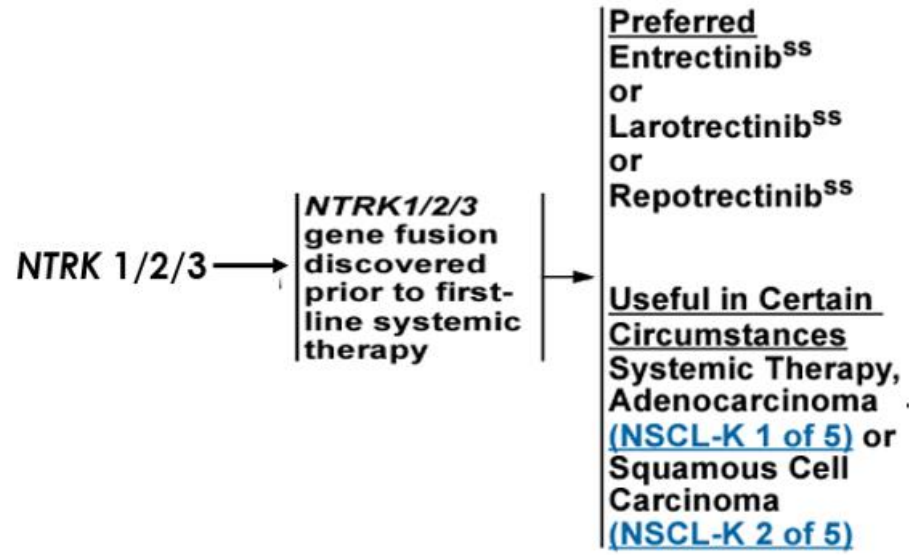 NTRK 1/2/3
NTRK1/2/3
gene fusion
discovered
prior to first-
line systemic
therapy
Preferred
Entrectinibss
or
Larotrectinibss
or
Repotrectinibss
Useful in Certain
Circumstances
Systemic Therapy,
Adenocarcinoma
(NSCL-K 1 of 5) or
Squamous Cell
Carcinoma
(NSCL-K 2 of 5)